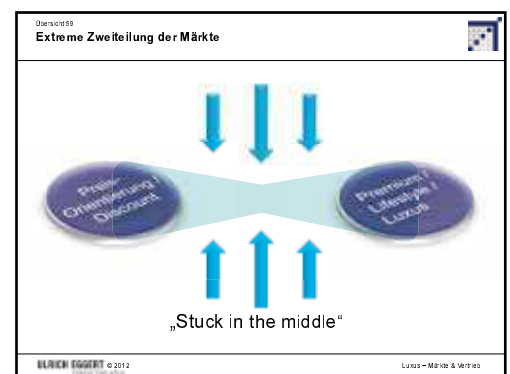 Übersicht 59
Extreme Zweiteilung der Märkte
Preis-
Orientierung /
Discount
Premium /
Lifestyle /
Luxus
„Stuck in the middle“
ULRICH EGGERT © 2012
Luxus – Märkte & Vertrieb